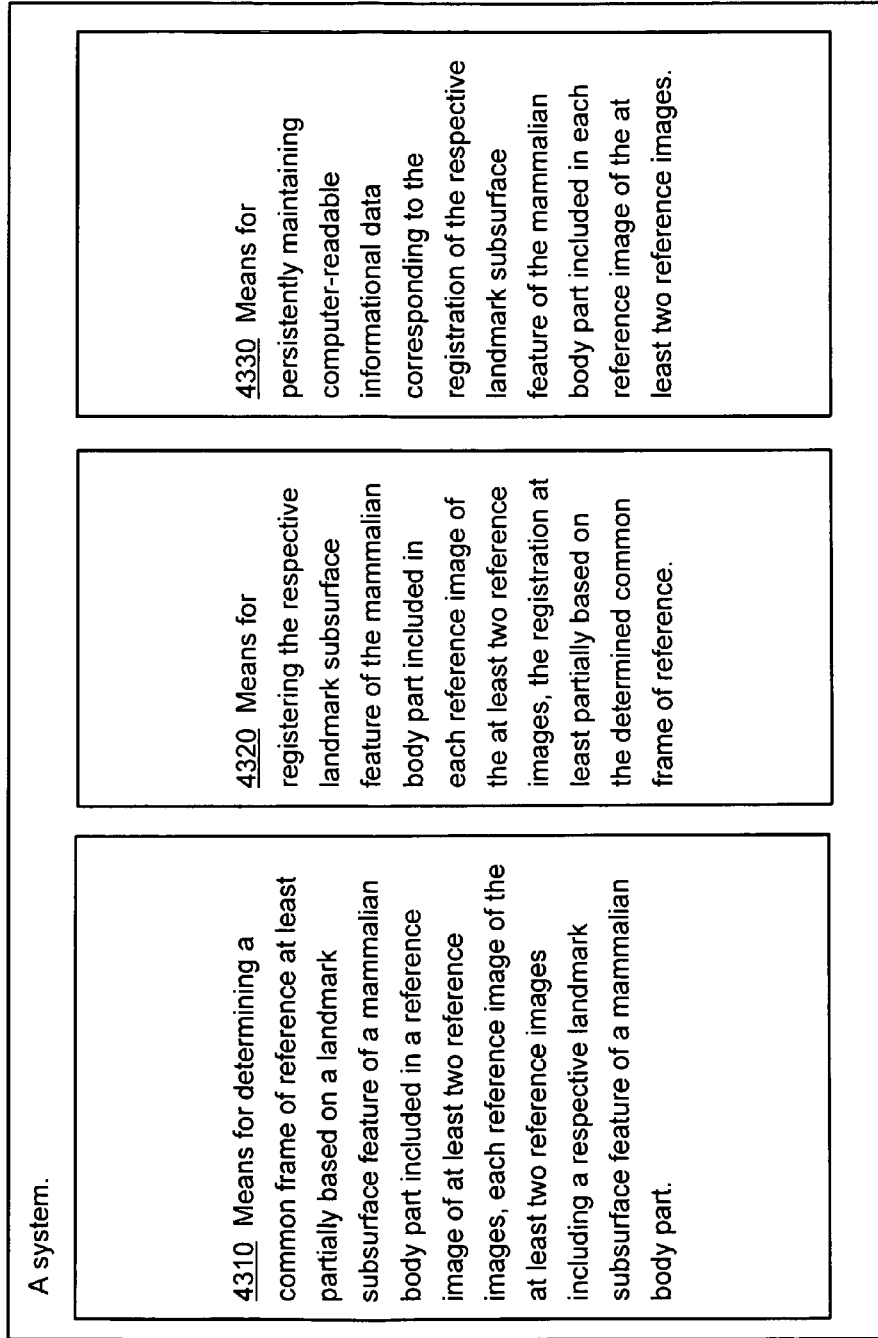 A system.
4310 Means for determining a
common frame of reference at least
partially based on a landmark
subsurface feature of a mammalian
body part included in a reference
image of at least two reference
images, each reference image of the
at least two reference images
including a respective landmark
subsurface feature of a mammalian
body part.
4320 Means for
registering the respective
landmark subsurface
feature of the mammalian
body part included in
each reference image of
the at least two reference
images, the registration at
least partially based on
the determined common
frame of reference.
4330 Means for
persistently maintaining
computer-readable
informational data
corresponding to the
registration of the respective
landmark subsurface
feature of the mammalian
body part included in each
reference image of the at
least two reference images.